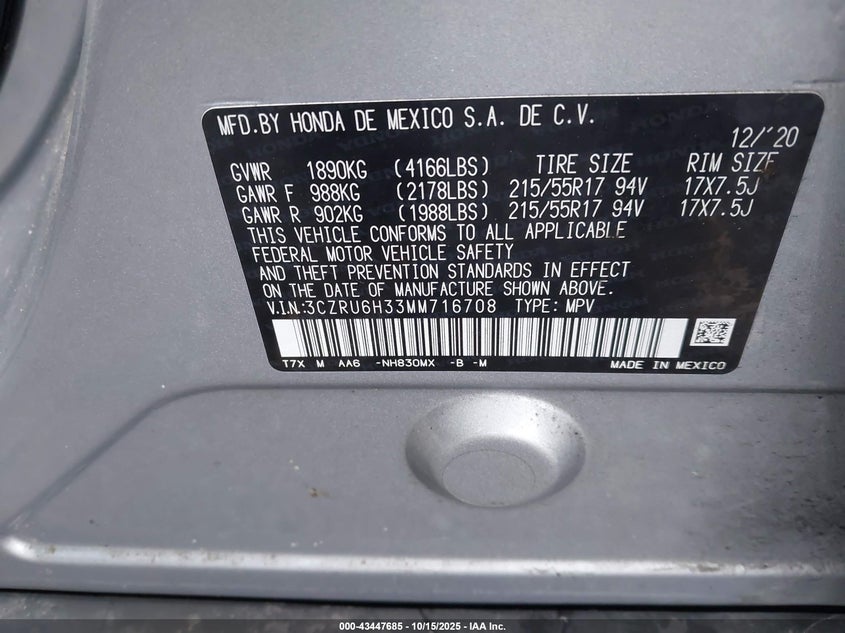 MFD.BY HONDA DE MEXICO S.A. DE C.V.
12/'20
GVWR 1890KG (4166LBS) TIRE SIZE RIM SIZE
GAWR F 988KG (2178LBS) 215/55R17 94V 17X7.5J
GAWR R 902KG (1988LBS) 215/55R17 94V 17X7.5J
THIS VEHICLE CONFORMS TO ALL APPLICABLE
FEDERAL MOTOR VEHICLE SAFETY
AND THEFT PREVENTION STANDARDS IN EFFECT
ON THE DATE OF MANUFACTURE SHOWN ABOVE.
V.I.N.:3CZRU6H33MM716708 TYPE: MPV
T7X M AA6 -NH830MX -B -M MADE IN MEXICO
000-43447685 - 10/15/2025 - IAA Inc.